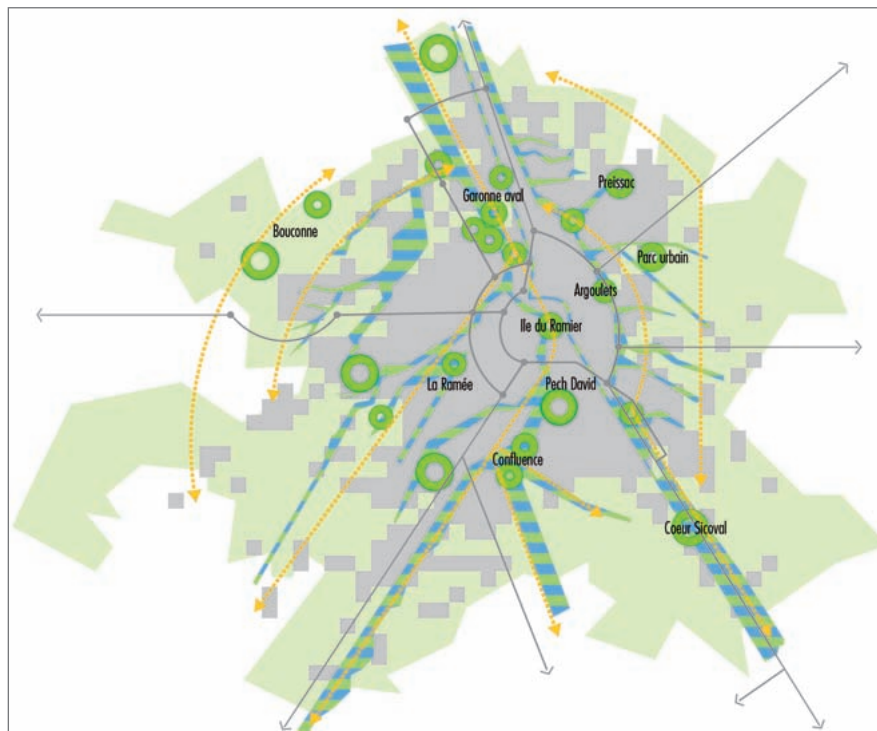 Preissac
Garonne aval
Bouconne
Parc urbain
Argoulets
Ile du Ramier
La Ramée
Pech David
Confluence
Coeur Sicoval